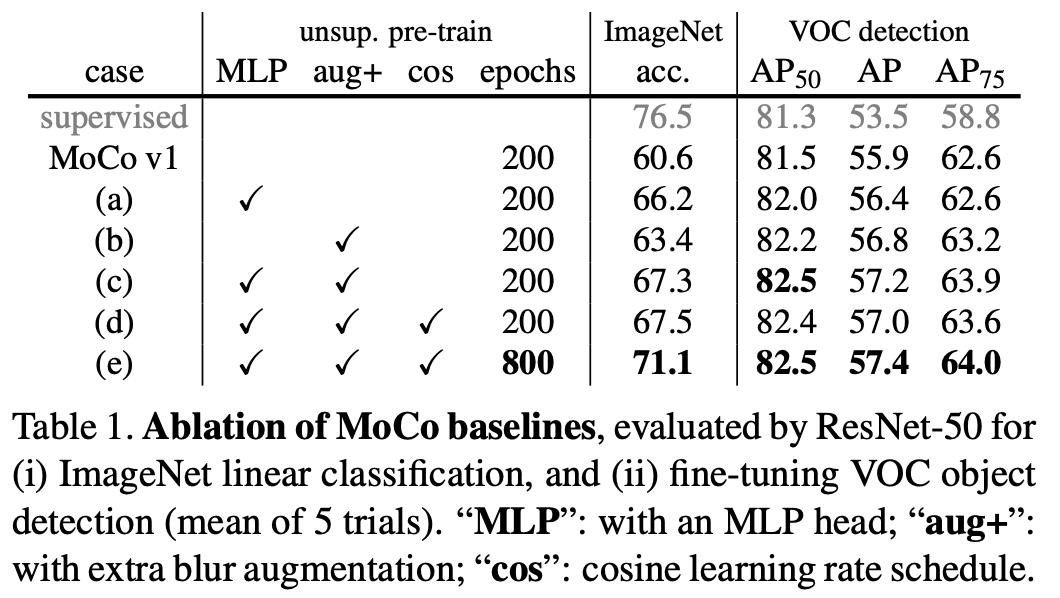 unsup. pre-train ImageNet VOC detection
case MLP aug+ cos epochs acc. AP50 AP AP75
supervised 76.5 81.3 53.5 58.8
MoCo v1 200 60.6 81.5 55.9 62.6
(a) ✓ 200 66.2 82.0 56.4 62.6
(b) ✓ 200 63.4 82.2 56.8 63.2
(c) ✓ ✓ 200 67.3 82.5 57.2 63.9
(d) ✓ ✓ ✓ 200 67.5 82.4 57.0 63.6
(e) ✓ ✓ ✓ 800 71.1 82.5 57.4 64.0
Table 1. Ablation of MoCo baselines, evaluated by ResNet-50 for
(i) ImageNet linear classification, and (ii) fine-tuning VOC object
detection (mean of 5 trials). “MLP”: with an MLP head; “aug+”:
with extra blur augmentation; “cos”: cosine learning rate schedule.